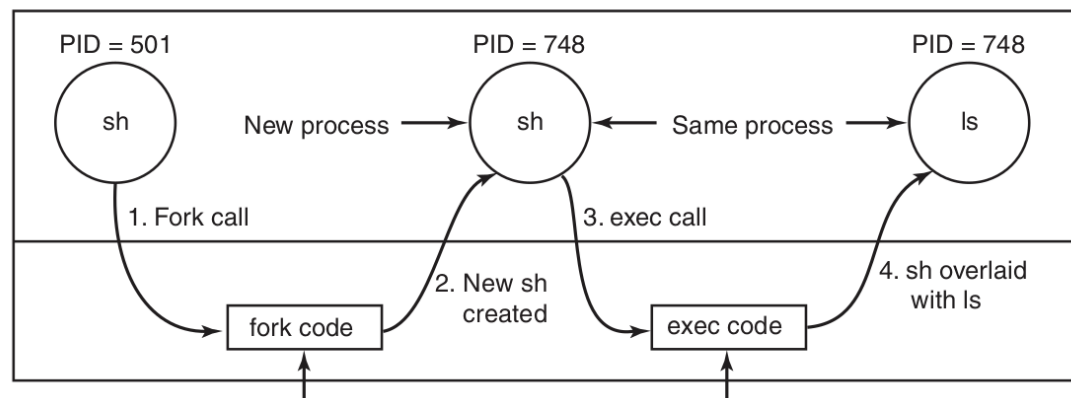 PID = 501
PID = 748
PID = 748
sh
New process
sh
Same process
ls
1. Fork call
3. exec call
2. New sh
created
4. sh overlaid
with ls
fork code
exec code